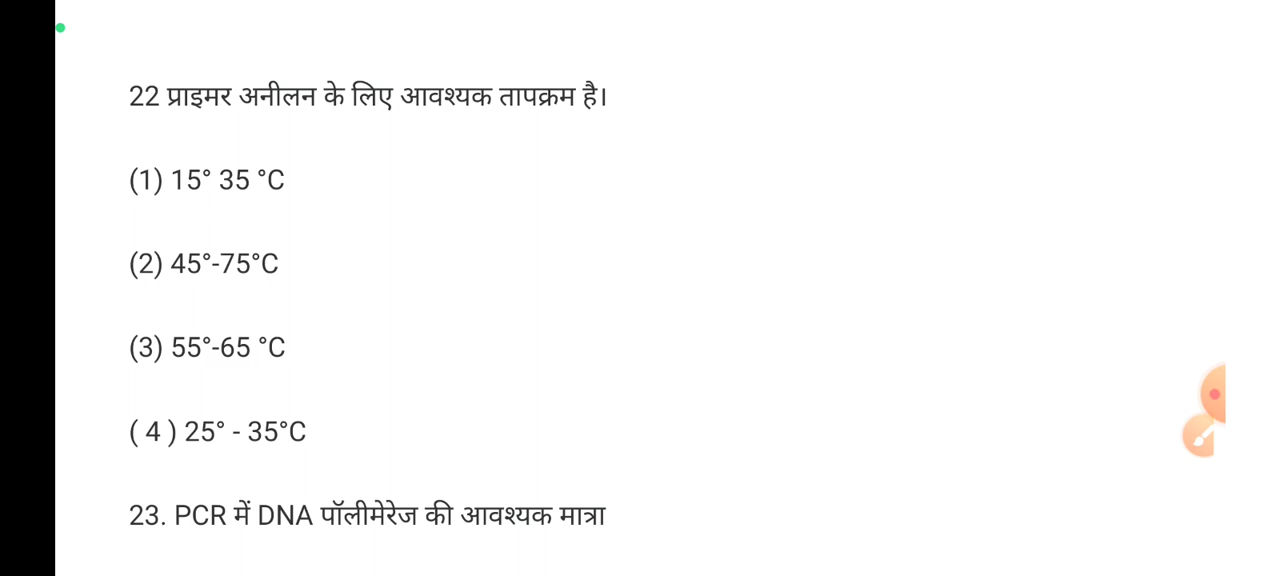 22 प्राइमर अनीलन के लिए आवश्यक तापक्रम है।
(1) 15° 35 °C
(2) 45°-75°C
(3) 55°-65 °C
( 4 ) 25° - 35°C
23. PCR में DNA पॉलीमेरेज की आवश्यक मात्रा